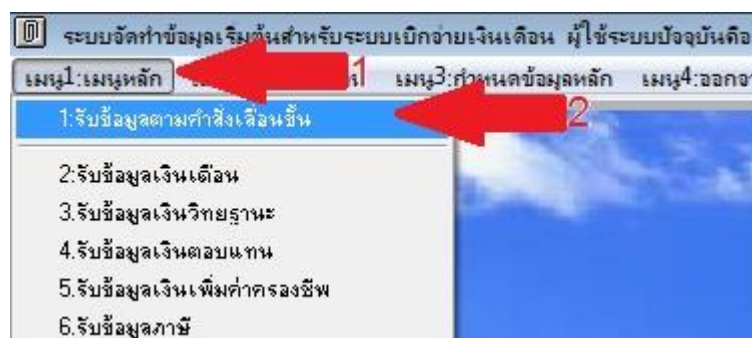 ระบบจัดทำข้อมูลเริ่มต้นสำหรับระบบเบิกจ่ายเงินเดือน ผู้ใช้ระบบปัจจุบันคือ
เมนู1:เมนูหลัก 1 เมนู3:กำหนดข้อมูลหลัก เมนู4:ออกจา
1:รับข้อมูลตามคำสั่งเลื่อนขั้น 2
2:รับข้อมูลเงินเดือน
3.รับข้อมูลเงินวิทยฐานะ
4.รับข้อมูลเงินตอบแทน
5.รับข้อมูลเงินเพิ่มค่าครองชีพ
6.รับข้อมูลภาษี